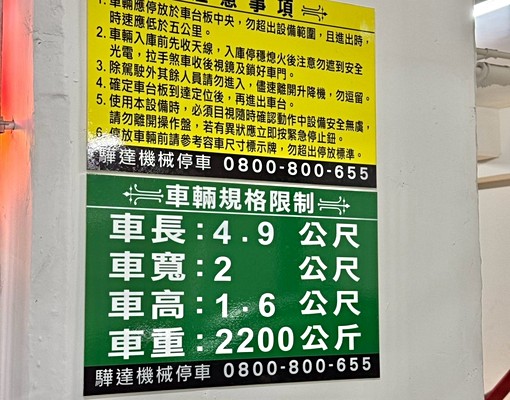 注意事項
1.車輛應停放於車台板中央，勿超出設備範圍，且進出時，
時速應低於五公里。
2.車輛入庫前先收天線，入庫停穩熄火後注意勿遮到安全
光電，拉手煞車收後視鏡及鎖好車門。
3.除駕駛外其餘人員請勿進入，儘速離開升降機，勿逗留。
4.確定車台板到達定位後，再進出車台。
5.使用本設備時，必須目視隨時確認動作中設備安全無虞，
請勿離開操作盤，若有異狀應立即按緊急停止鈕。
6.停放車輛前請參考容車尺寸標示牌，勿超出停放標準。
驊達機械停車 0800-800-655
車輛規格限制
車長：4.9 公尺
車寬：2 公尺
車高：1.6 公尺
車重：2200公斤
驊達機械停車 0800-800-655